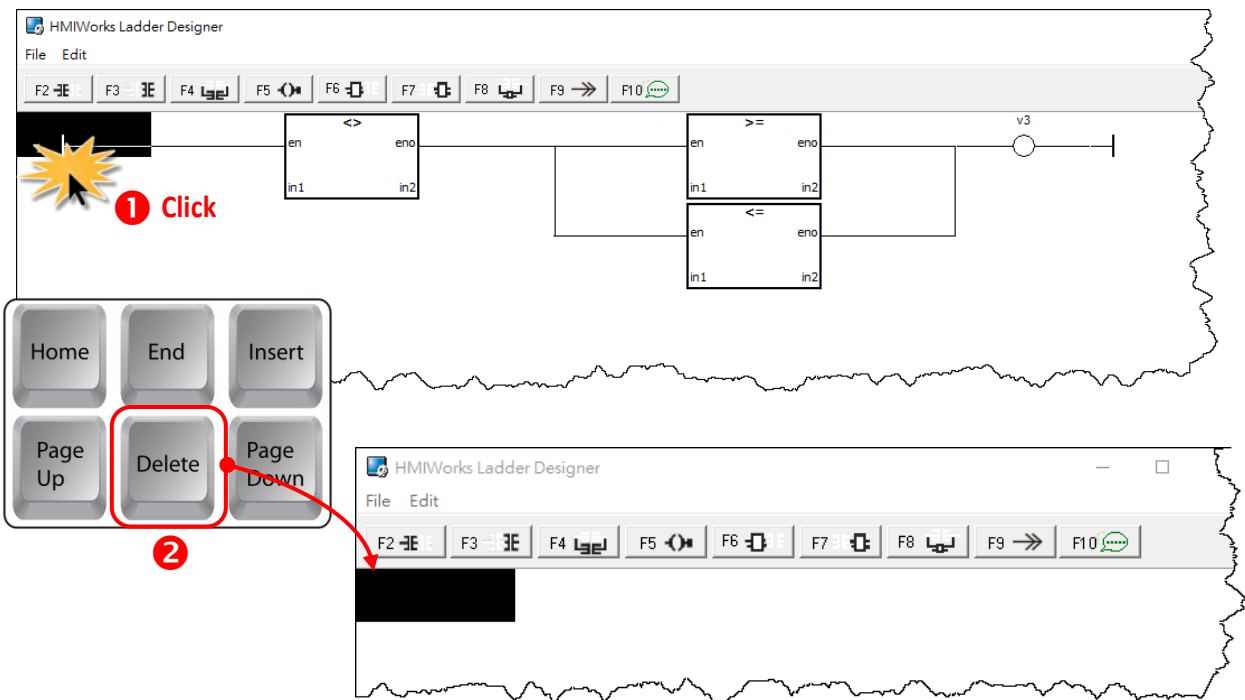 HMIWorks Ladder Designer
File Edit
F2 F3 F4 F5 F6 F7 F8 F9 F10
<> >= v3
en eno en eno
in1 in2 in1 in2
❶ Click
<=
en eno
in1 in2
Home End Insert
Page Up Delete Page Down
❷
HMIWorks Ladder Designer
File Edit
F2 F3 F4 F5 F6 F7 F8 F9 F10